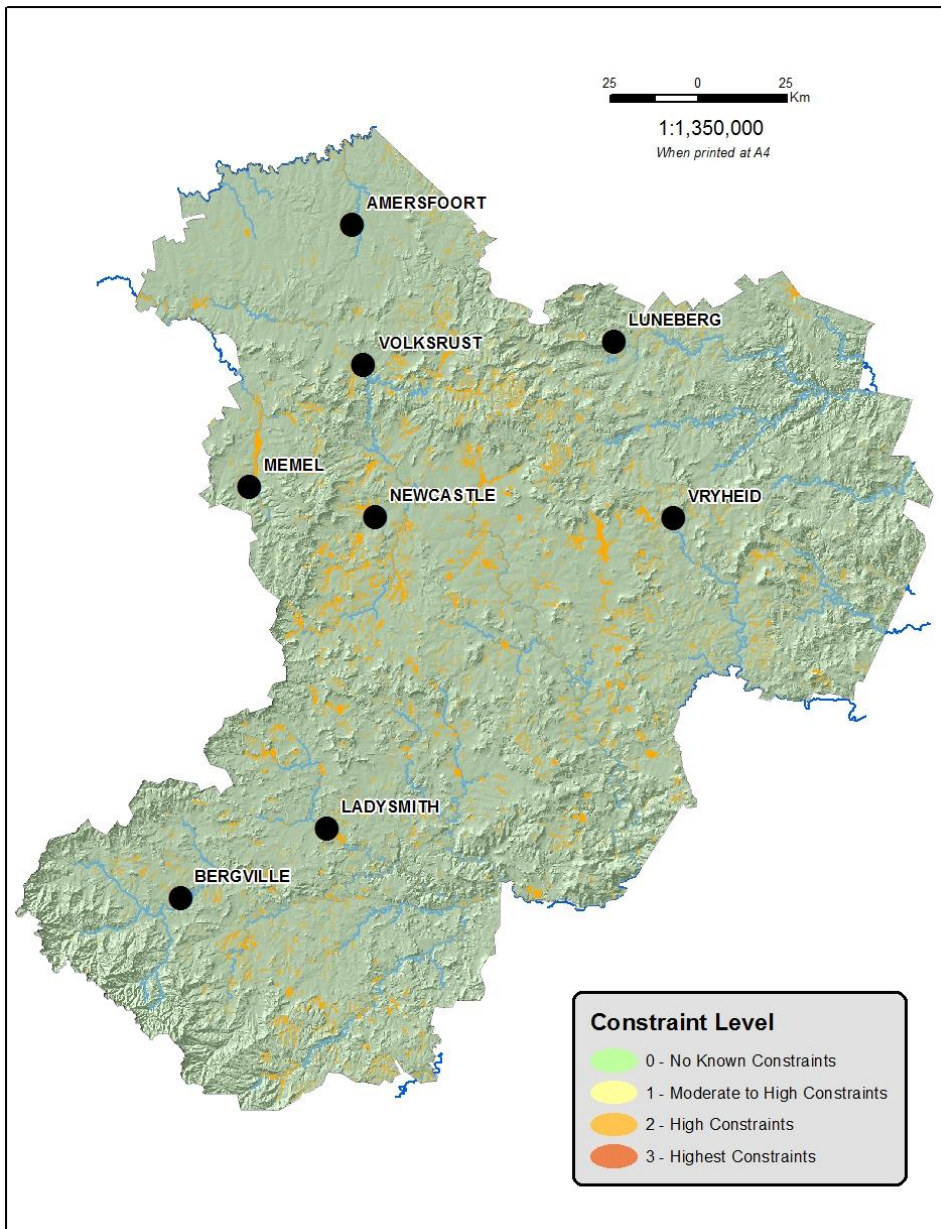 25 0 25
Km
1:1,350,000
When printed at A4
AMERSFOORT
LUNEBERG
VOLKSRUST
MEMEL
NEWCASTLE
VRYHEID
LADYSMITH
BERGVILLE
Constraint Level
0 - No Known Constraints
1 - Moderate to High Constraints
2 - High Constraints
3 - Highest Constraints